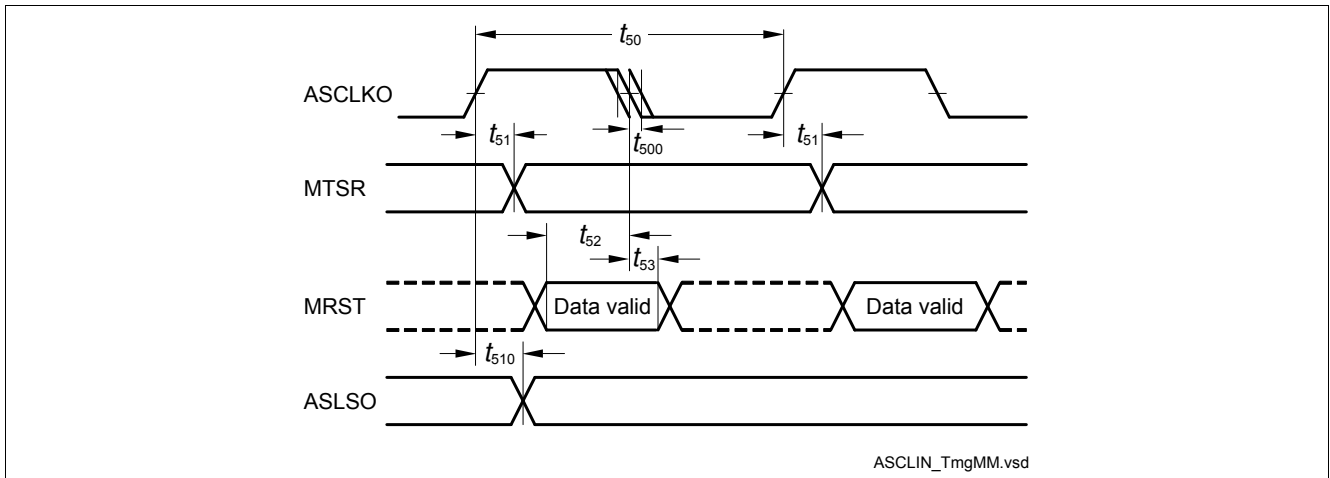 t50
ASCLKO
t51
t500
t51
MTSR
t52
t53
MRST
Data valid
Data valid
t510
ASLSO
ASCLIN_TmgMM.vsd